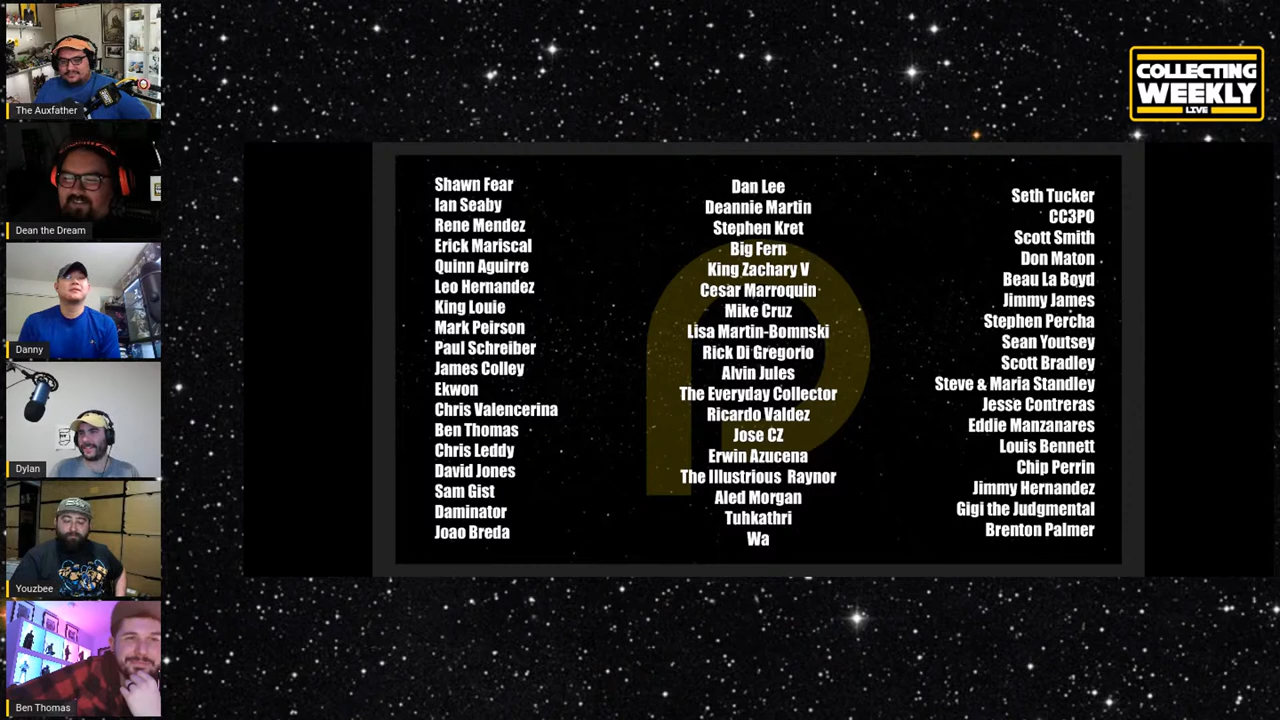 The Auxfather
Dean the Dream
Danny
Dylan
Youzbee
Ben Thomas
COLLECTING
WEEKLY
LIVE
Shawn Fear
Ian Seaby
Rene Mendez
Erick Mariscal
Quinn Aguirre
Leo Hernandez
King Louie
Mark Peirson
Paul Schreiber
James Colley
Ekwon
Chris Valencerina
Ben Thomas
Chris Leddy
David Jones
Sam Gist
Daminator
Joao Breda
Dan Lee
Deannie Martin
Stephen Kret
Big Fern
King Zachary V
Cesar Marroquin
Mike Cruz
Lisa Martin-Bomnski
Rick Di Gregorio
Alvin Jules
The Everyday Collector
Ricardo Valdez
Jose CZ
Erwin Azucena
The Illustrious Raynor
Aled Morgan
Tuhkathri
Wa
Seth Tucker
CC3PO
Scott Smith
Don Maton
Beau La Boyd
Jimmy James
Stephen Percha
Sean Youtsey
Scott Bradley
Steve & Maria Standley
Jesse Contreras
Eddie Manzanares
Louis Bennett
Chip Perrin
Jimmy Hernandez
Gigi the Judgmental
Brenton Palmer